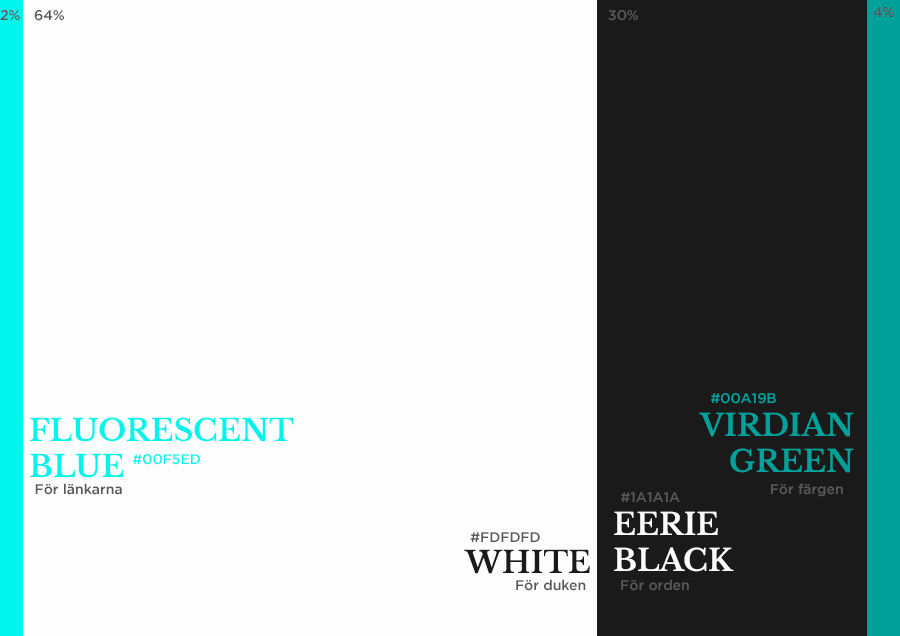 2%
64%
30%
4%
FLUORESCENT
BLUE #00F5ED
För länkarna
#FDFDFD
WHITE
För duken
#00A19B
VIRDIAN
GREEN
För färgen
#1A1A1A
EERIE
BLACK
För orden